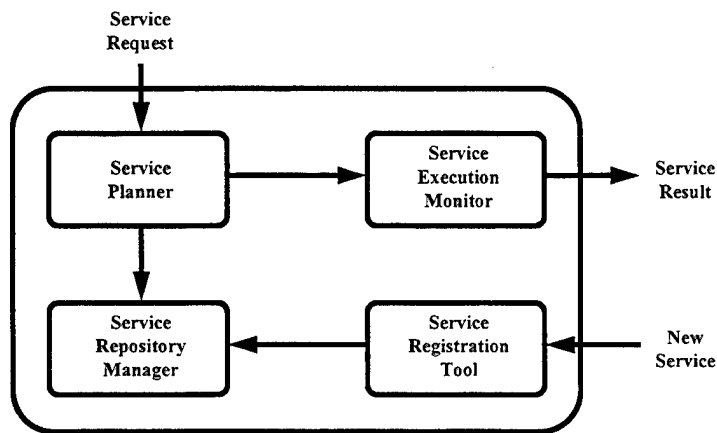 Service
Request
Service
Planner
Service
Execution
Monitor
Service
Result
Service
Repository
Manager
Service
Registration
Tool
New
Service